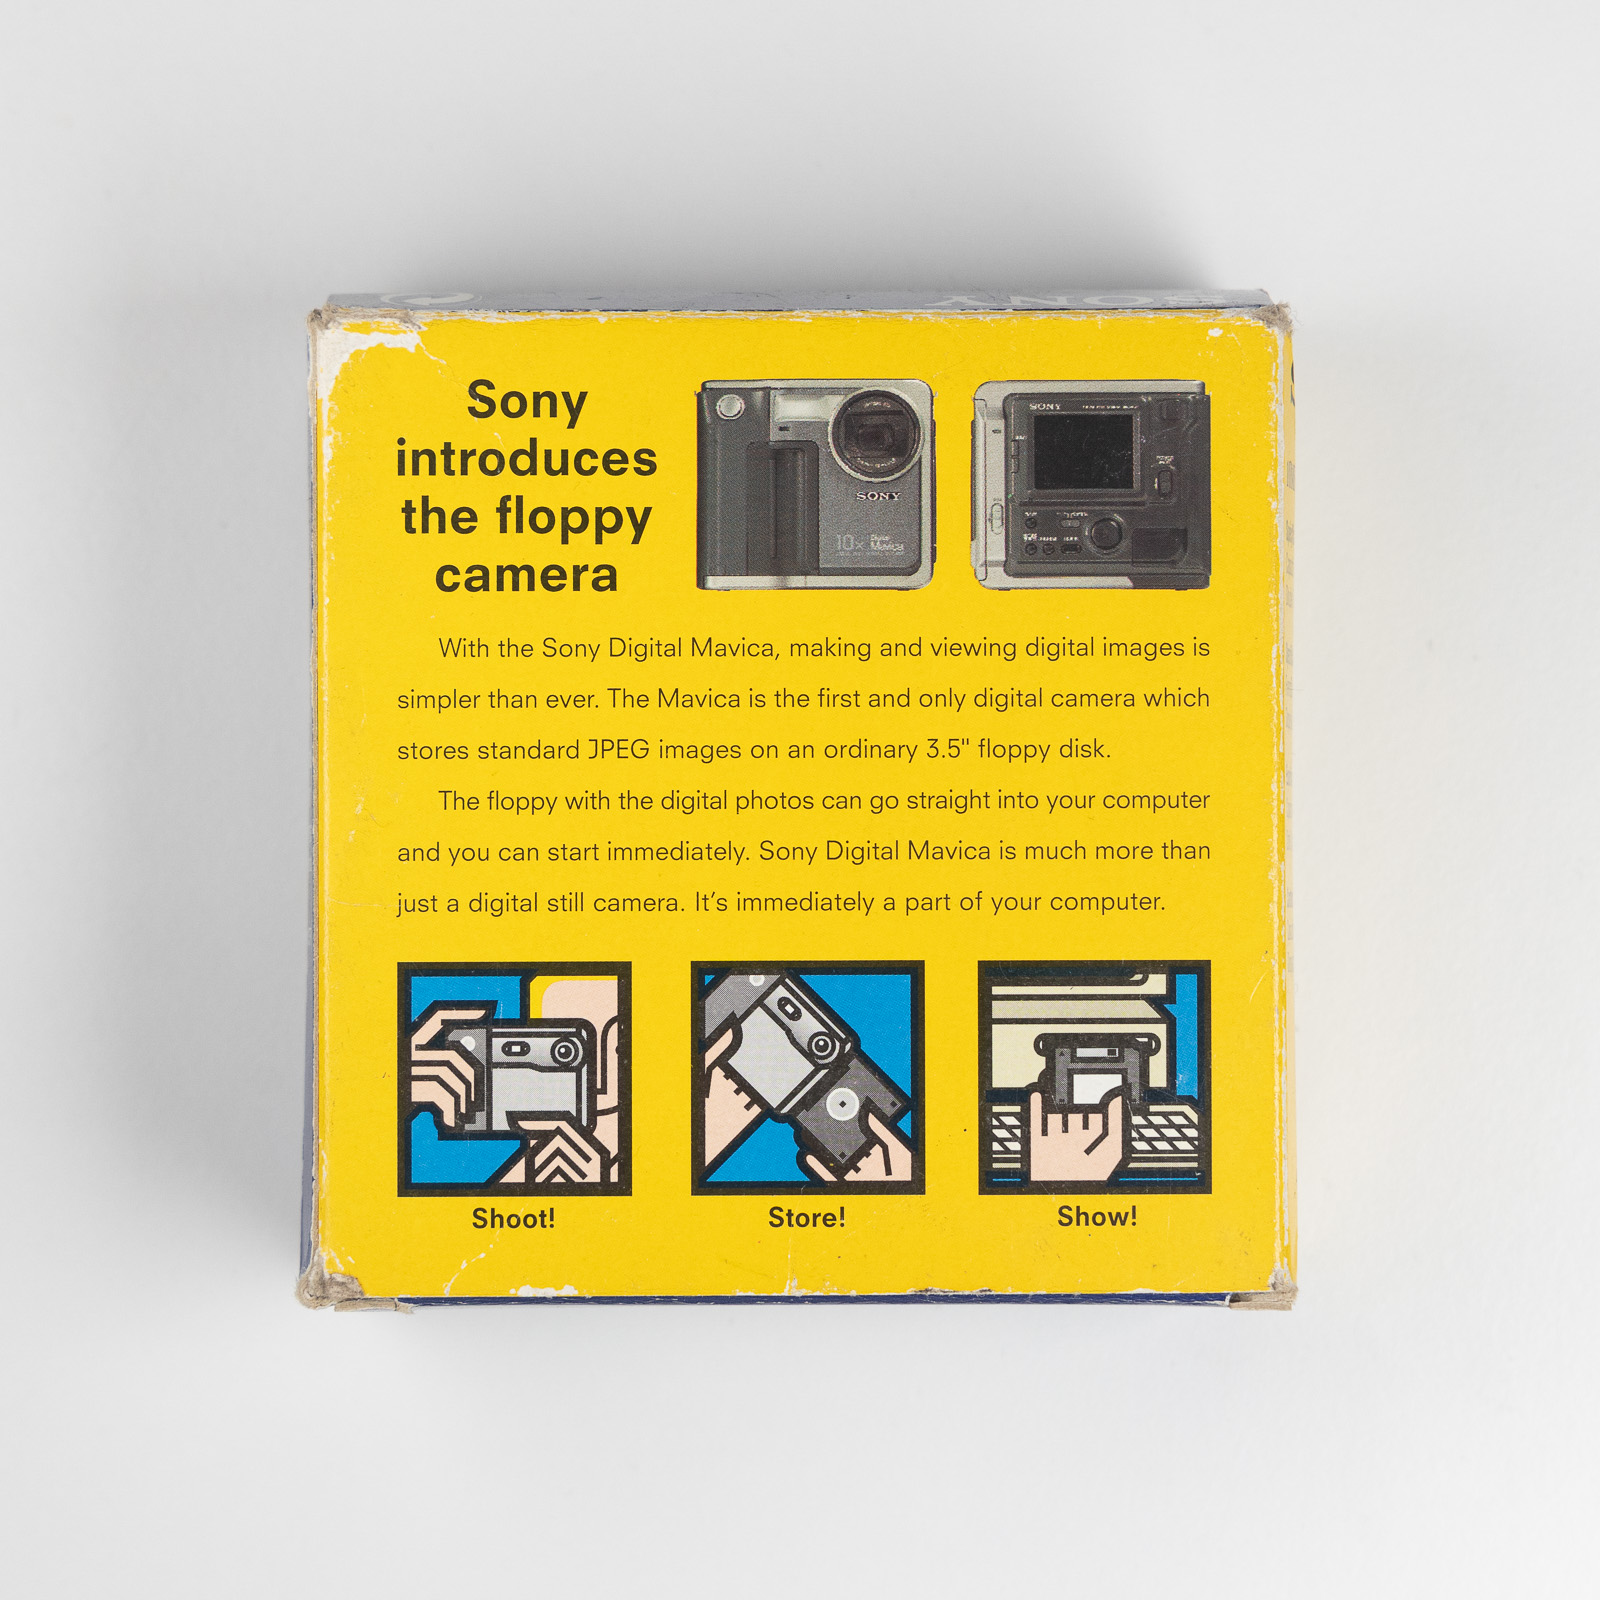 SONY
Sony
introduces
the floppy
camera
SONY
10x Digital Mavica
SONY
With the Sony Digital Mavica, making and viewing digital images is
simpler than ever. The Mavica is the first and only digital camera which
stores standard JPEG images on an ordinary 3.5" floppy disk.
The floppy with the digital photos can go straight into your computer
and you can start immediately. Sony Digital Mavica is much more than
just a digital still camera. It’s immediately a part of your computer.
Shoot!
Store!
Show!